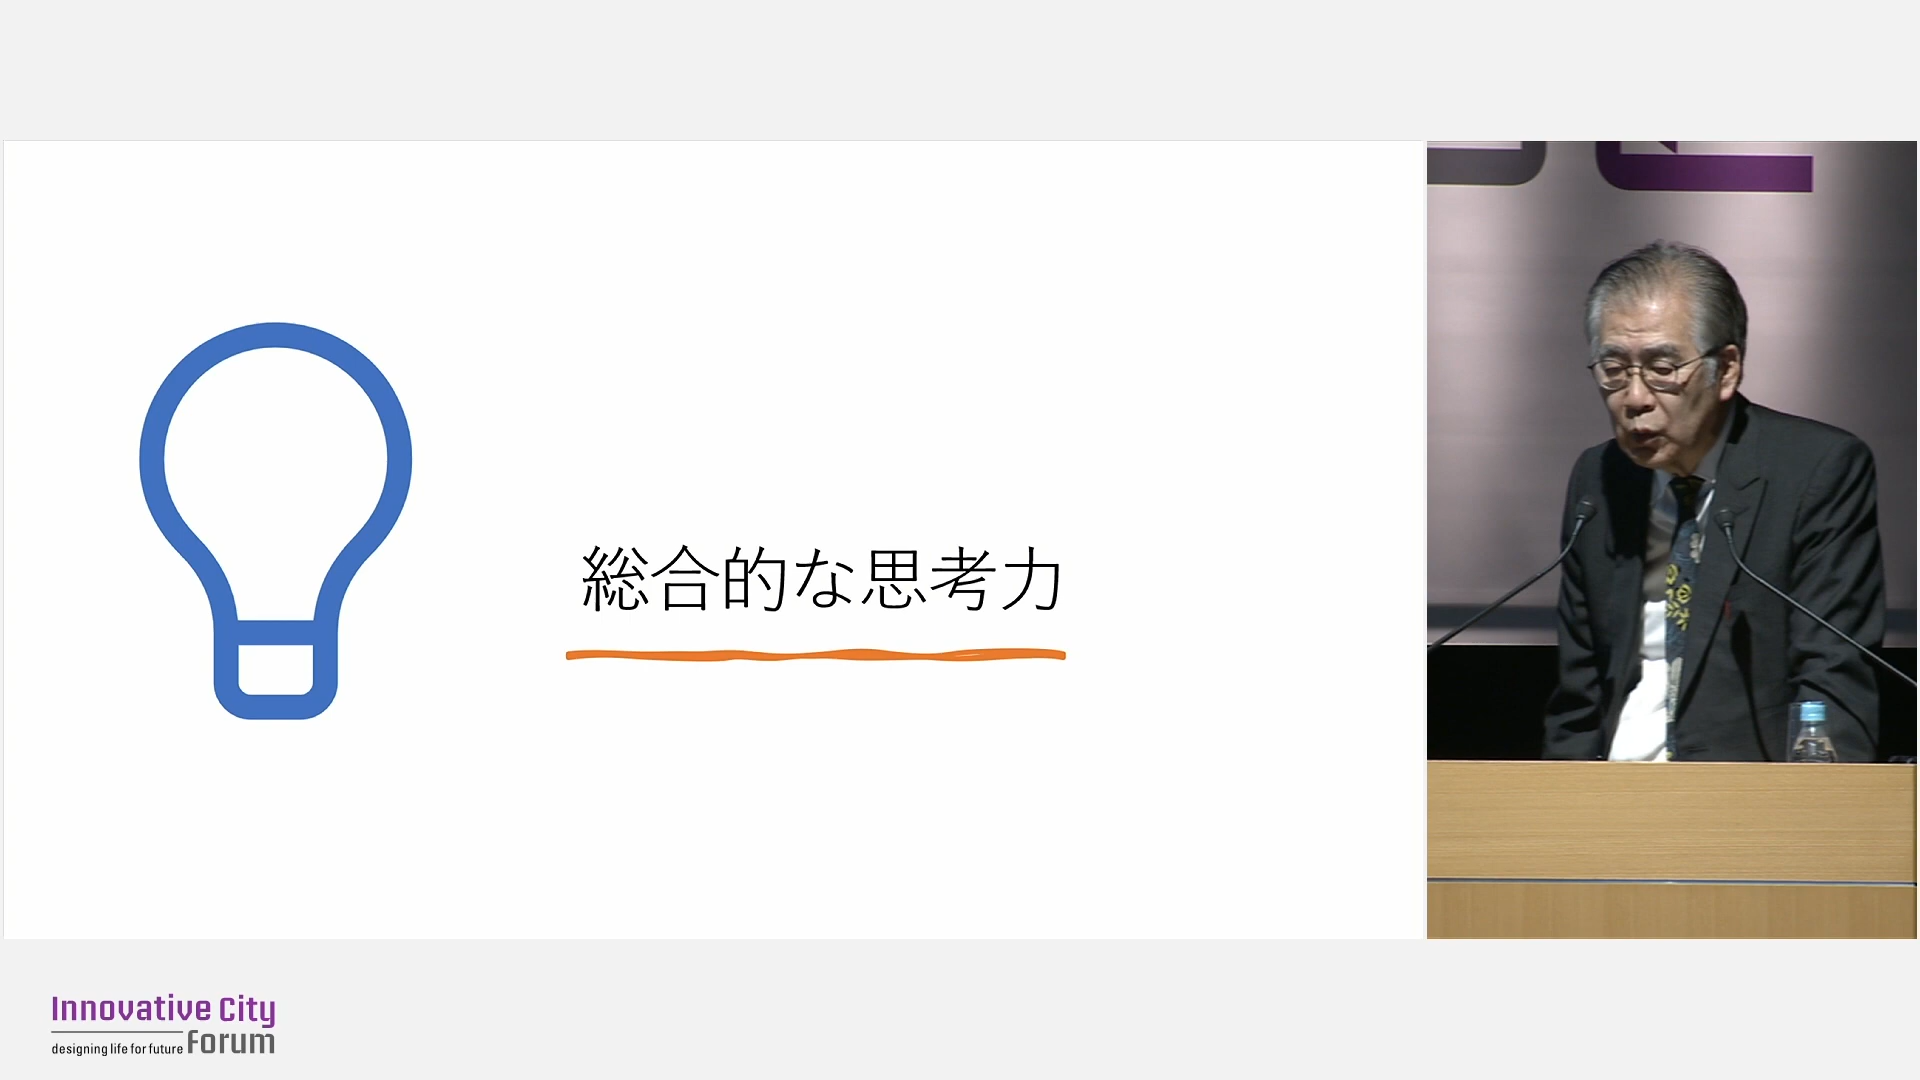 総合的な思考力
Innovative City
designing life for future Forum